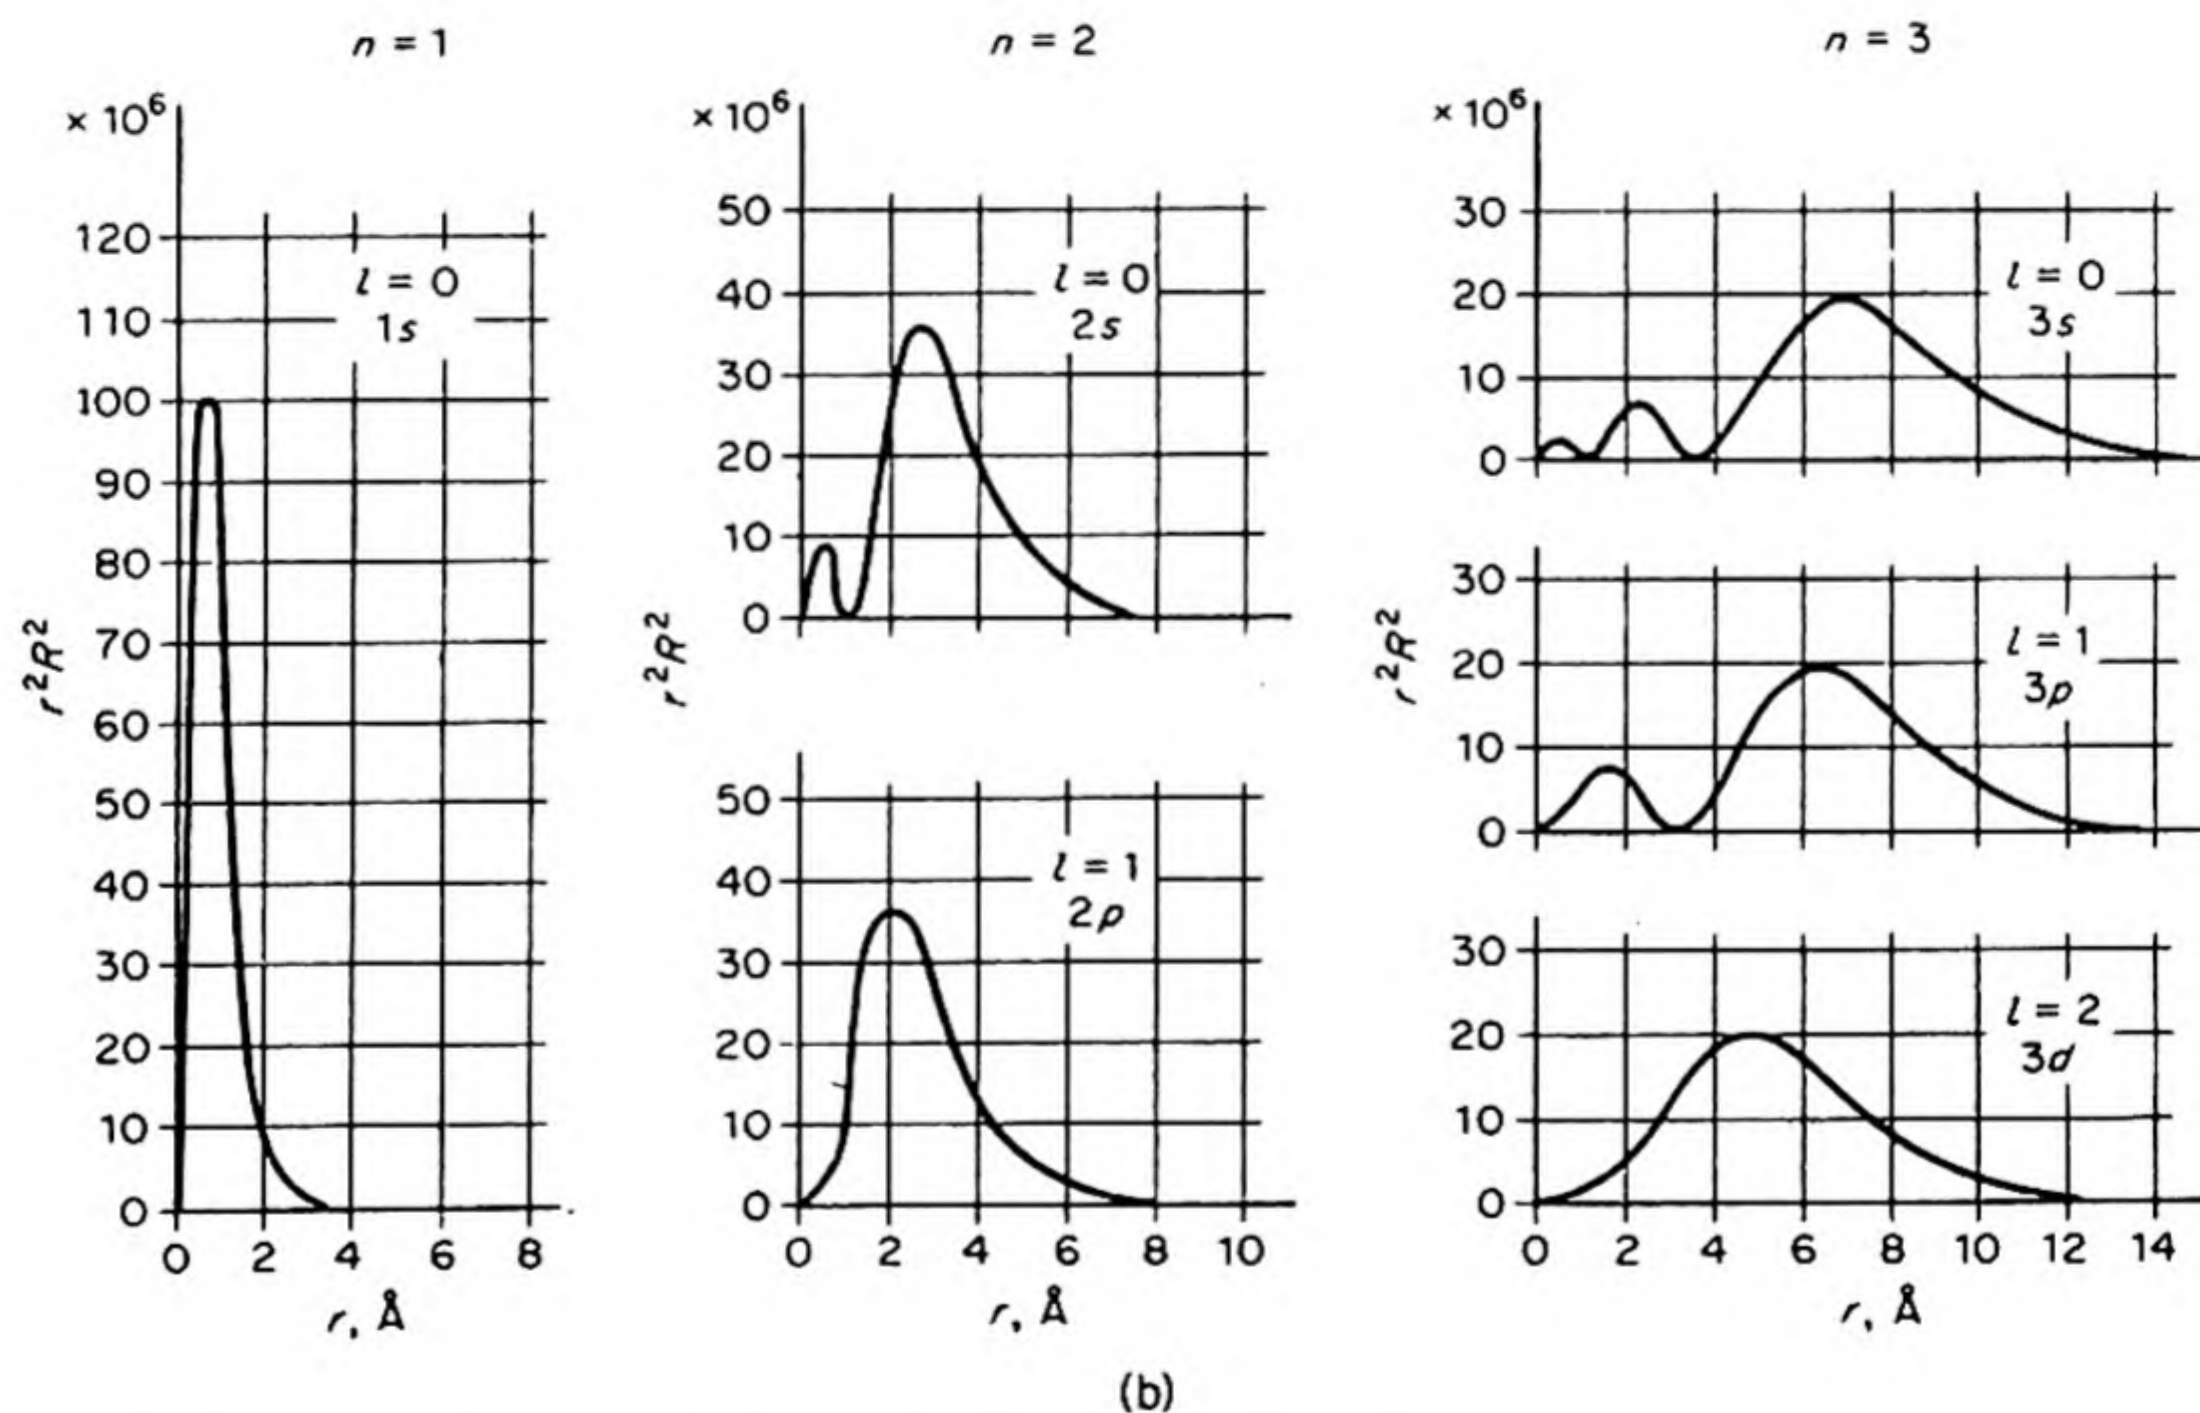 n = 1
× 10⁶
120
110
100
90
80
70
60
50
40
30
20
10
0
r²R²
l = 0
1s
0 2 4 6 8
r, Å
n = 2
× 10⁶
50
40
30
20
10
0
l = 0
2s
r²R²
50
40
30
20
10
0
l = 1
2p
0 2 4 6 8 10
r, Å
n = 3
× 10⁶
30
20
10
0
l = 0
3s
r²R²
30
20
10
0
l = 1
3p
30
20
10
0
l = 2
3d
0 2 4 6 8 10 12 14
r, Å
(b)